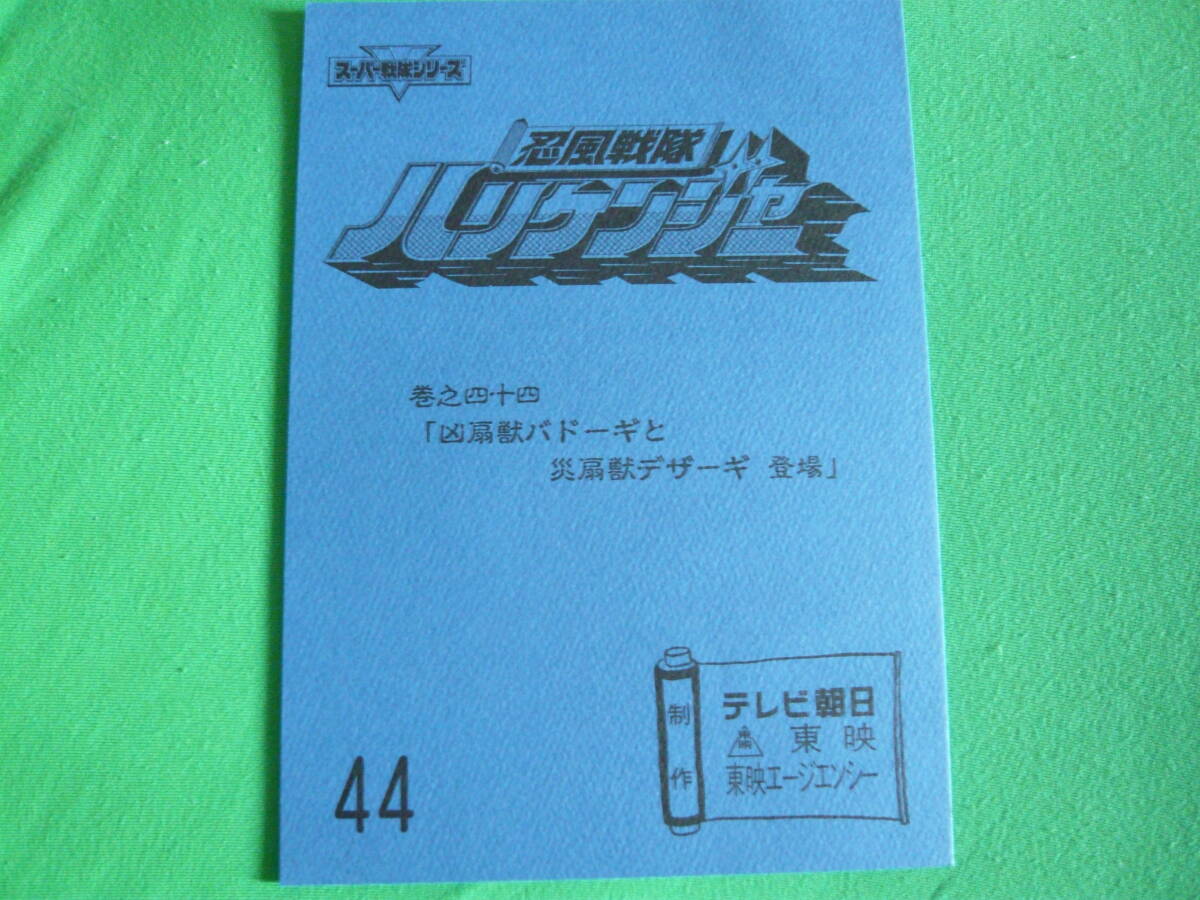 スーパー戦隊シリーズ
忍風戦隊
ハリケンジャー
巻之四十四
「凶扇獣バドーギと
災扇獣デザーギ 登場」
制作
テレビ朝日
東映 東映
東映エージエンシー
44